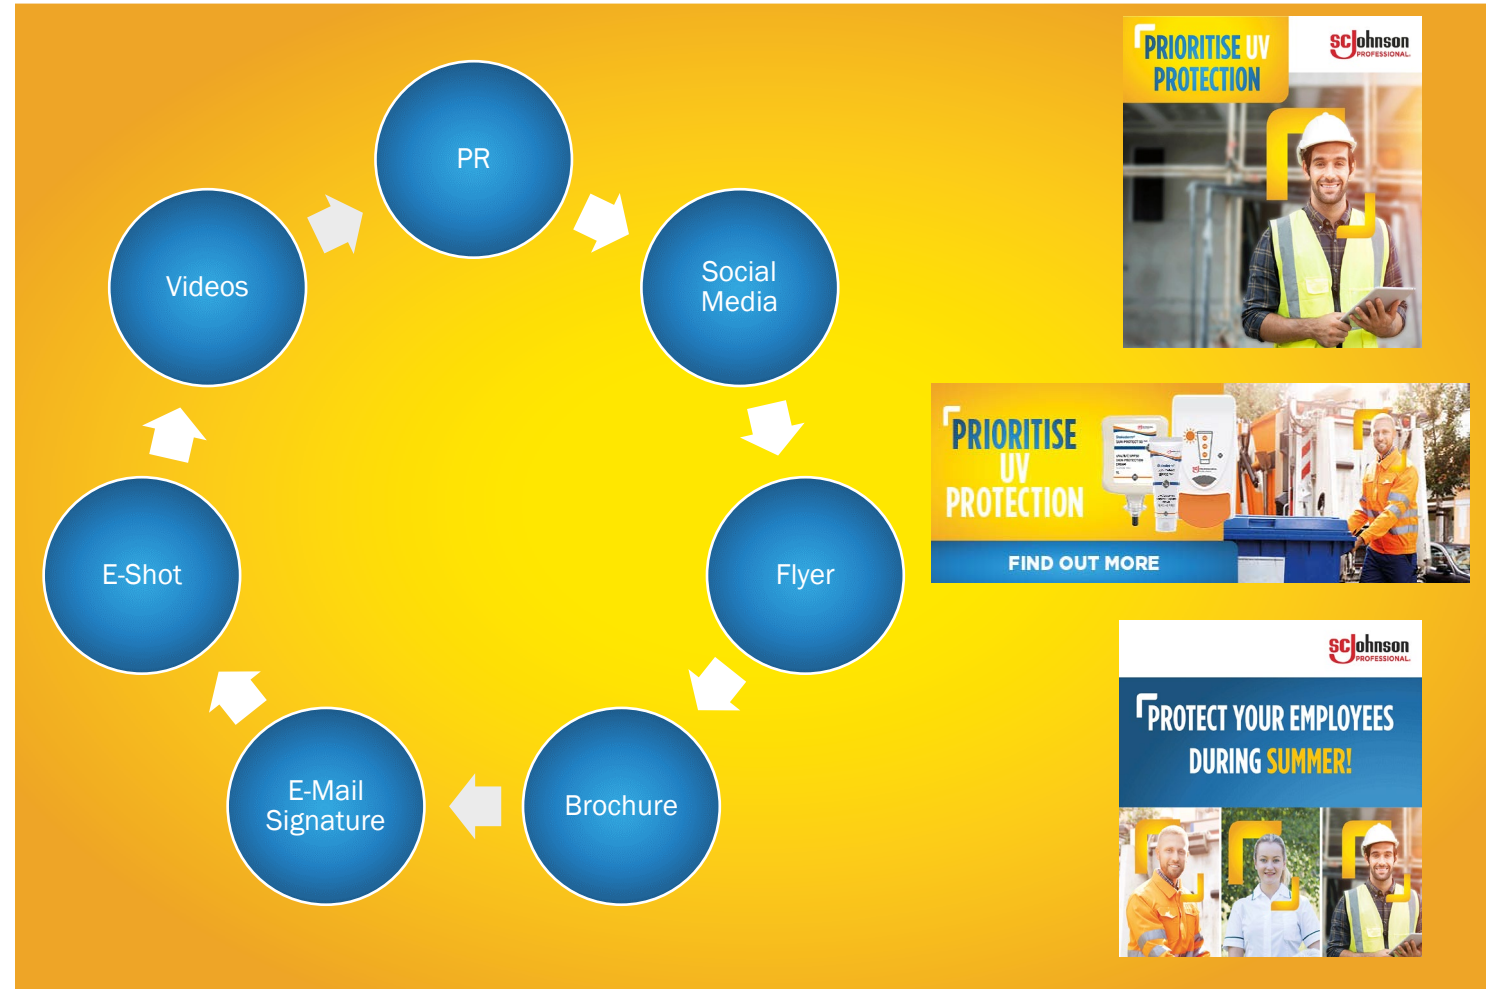 PR
Social
Media
Flyer
Brochure
E-Mail
Signature
E-Shot
Videos
PRIORITISE UV
PROTECTION
SCJohnson
PROFESSIONAL
PRIORITISE
UV
PROTECTION
FIND OUT MORE
SCJohnson
PROFESSIONAL
PROTECT YOUR EMPLOYEES
DURING SUMMER!